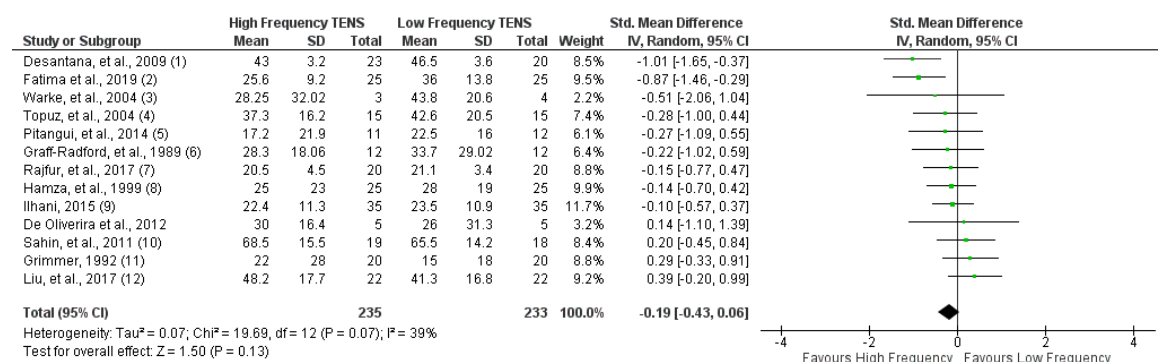 High Frequency TENS Low Frequency TENS Std. Mean Difference Std. Mean Difference
Study or Subgroup Mean SD Total Mean SD Total Weight IV, Random, 95% CI IV, Random, 95% CI
Desantana, et al., 2009 (1) 43 3.2 23 46.5 3.6 20 8.5% -1.01 [-1.65, -0.37]
Fatima et al., 2019 (2) 25.6 9.2 25 36 13.8 25 9.6% -0.87 [-1.46, -0.29]
Warke, et al., 2004 (3) 28.25 32.02 3 43.8 20.6 4 2.2% -0.51 [-2.06, 1.04]
Topuz, et al., 2004 (4) 37.3 16.2 15 42.6 20.5 15 7.4% -0.28 [-1.00, 0.44]
Pitangui, et al., 2014 (5) 17.2 21.9 11 22.5 16 12 6.2% -0.27 [-1.09, 0.55]
Graff-Radford, et al., 1989 (6) 28.3 18.06 12 33.7 29.02 12 6.4% -0.22 [-1.02, 0.59]
Rajfur, et al., 2017 (7) 20.5 4.5 20 21.1 3.4 20 8.9% -0.15 [-0.77, 0.47]
Hamza, et al., 1999 (8) 25 23 25 28 19 25 9.9% -0.14 [-0.70, 0.42]
Ilhani, 2015 (9) 22.4 11.3 35 23.5 10.9 35 11.7% -0.10 [-0.57, 0.37]
De Oliverira et al., 2012 30 16.4 5 26 31.3 5 3.2% 0.14 [-1.10, 1.39]
Sahin, et al., 2011 (10) 68.5 15.5 19 65.5 14.2 18 8.4% 0.20 [-0.45, 0.84]
Grimmer, 1992 (11) 22 28 20 15 18 20 8.8% 0.29 [-0.33, 0.91]
Liu, et al., 2017 (12) 48.2 17.7 22 41.3 16.8 22 9.2% 0.39 [-0.20, 0.99]
Total (95% CI) 235 233 100.0% -0.19 [-0.43, 0.06]
Heterogeneity: Tau² = 0.07; Chi² = 19.69, df = 12 (P = 0.07); I² = 39%
Test for overall effect: Z = 1.50 (P = 0.13)
-4 -2 0 2 4
Favours High Frequency Favours Low Frequency